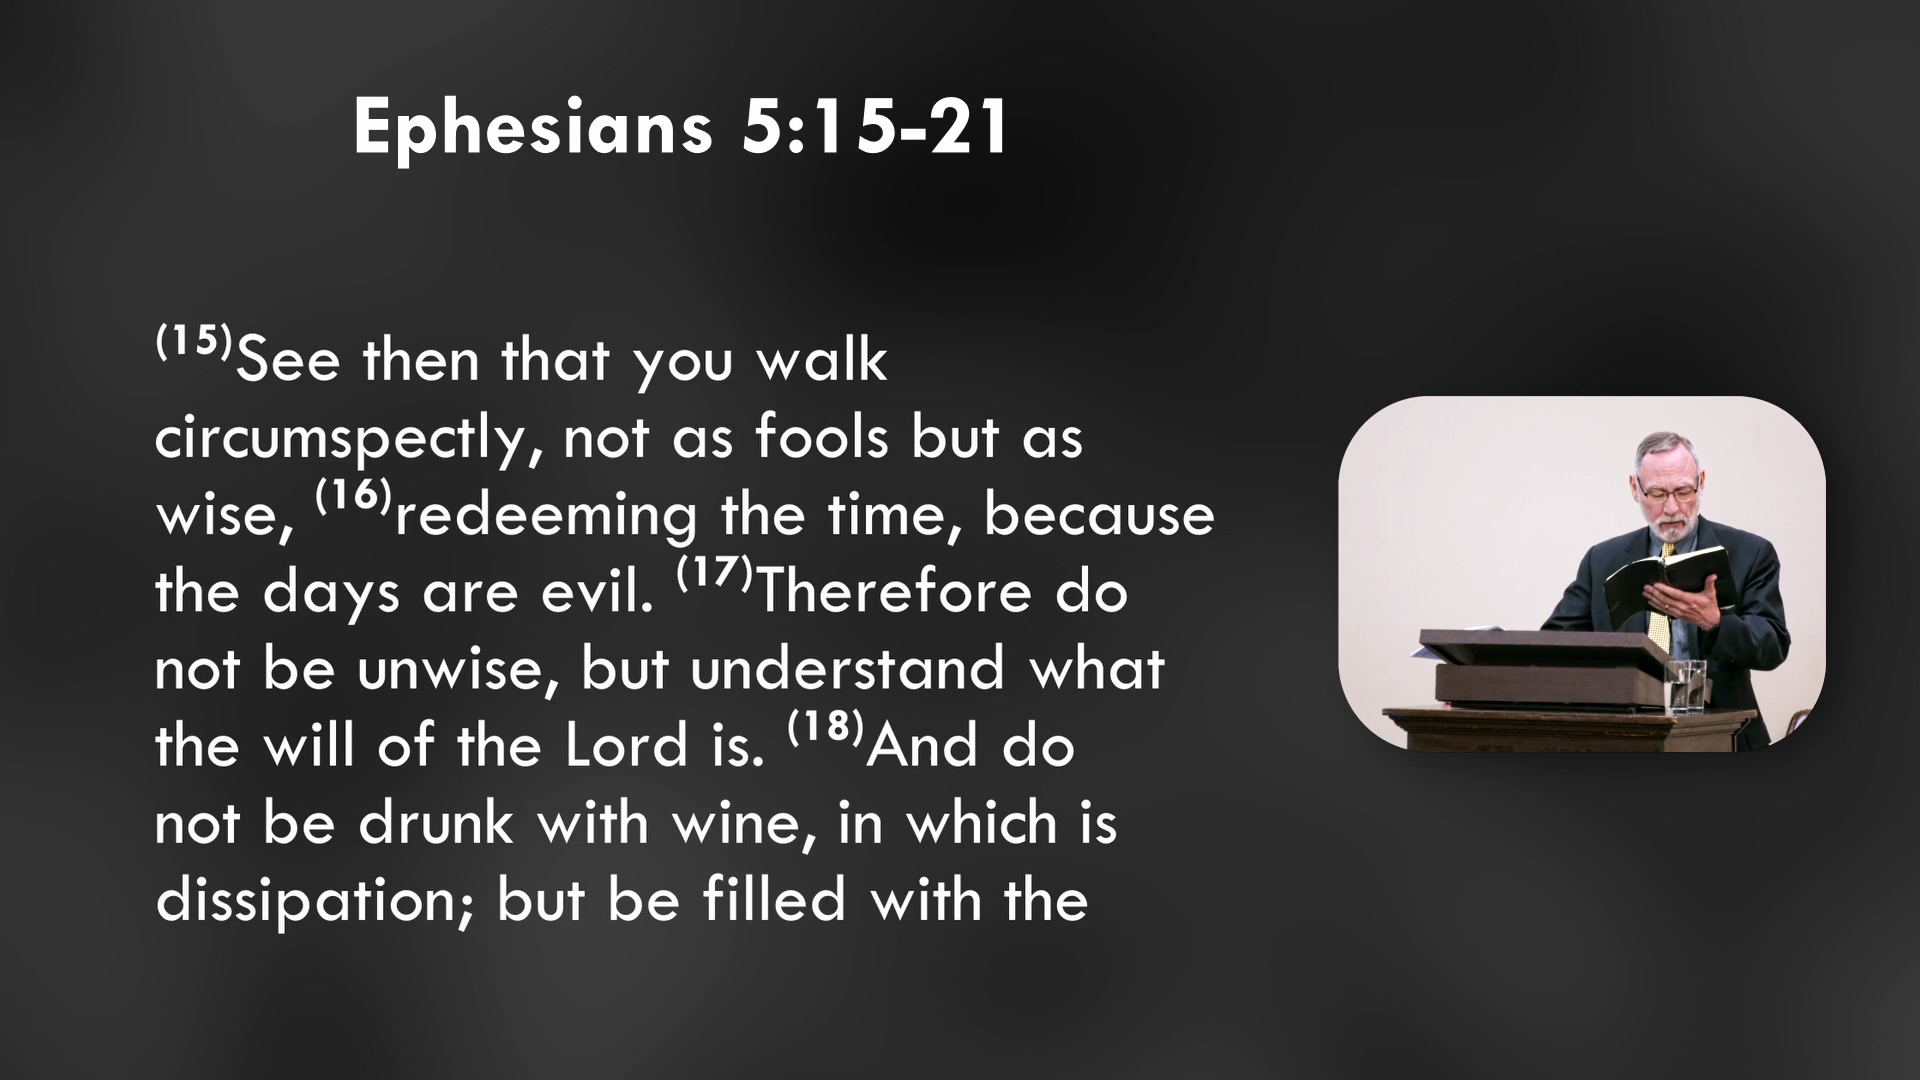 Ephesians 5:15-21
(15)See then that you walk
circumspectly, not as fools but as
wise, (16)redeeming the time, because
the days are evil. (17)Therefore do
not be unwise, but understand what
the will of the Lord is. (18)And do
not be drunk with wine, in which is
dissipation; but be filled with the